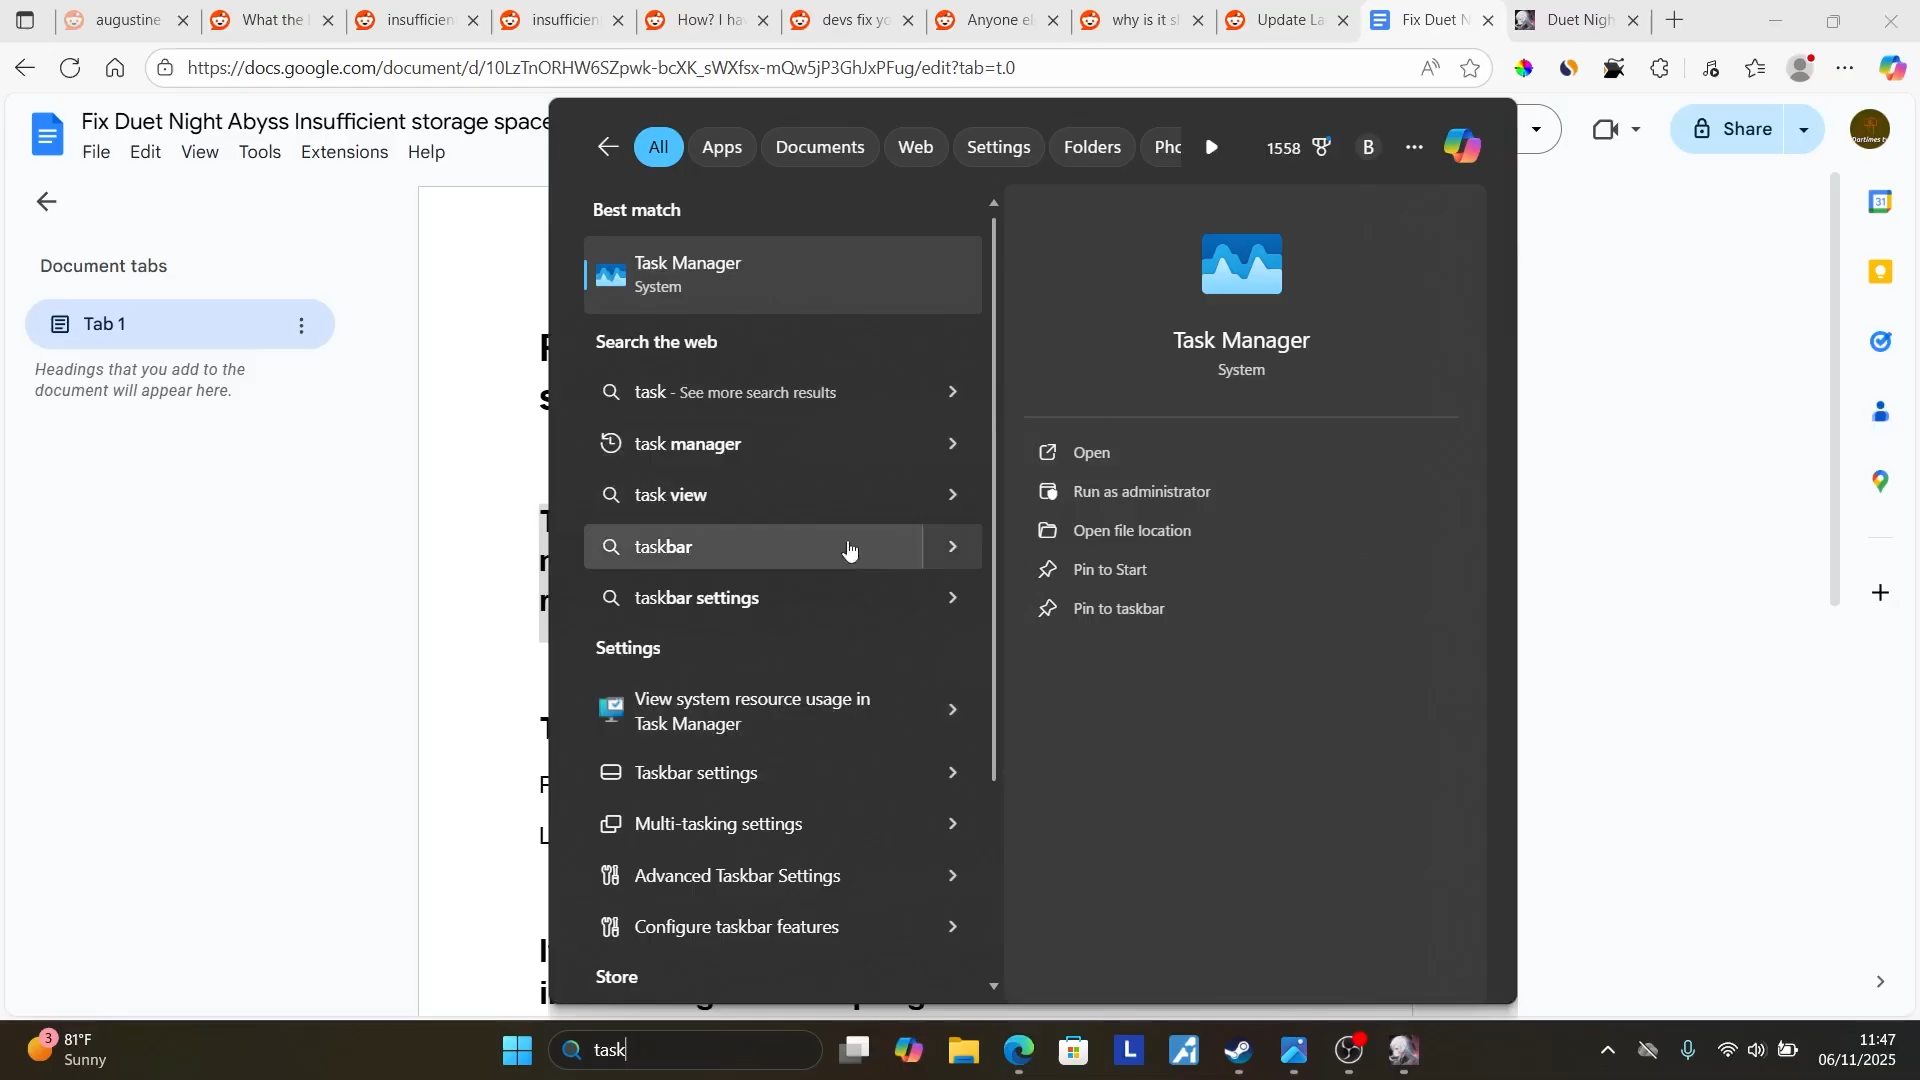 augustine
What the
insufficien
insufficien
How? I ha
devs fix yo
Anyone el
why is it s
Update La
Fix Duet N
Duet Nigh
https://docs.google.com/document/d/10LzTnORHW6SZpwk-bcXK_sWXfsx-mQw5jP3GhJxPFug/edit?tab=t.0
Fix Duet Night Abyss Insufficient storage space
File Edit View Tools Extensions Help
Share
Document tabs
Tab 1
Headings that you add to the
document will appear here.
All Apps Documents Web Settings Folders Pho
1558
B
Best match
Task Manager
System
Search the web
task - See more search results
task manager
task view
taskbar
taskbar settings
Settings
View system resource usage in
Task Manager
Taskbar settings
Multi-tasking settings
Advanced Taskbar Settings
Configure taskbar features
Store
Task Manager
System
Open
Run as administrator
Open file location
Pin to Start
Pin to taskbar
31
3
81°F
Sunny
task
L
11:47
06/11/2025